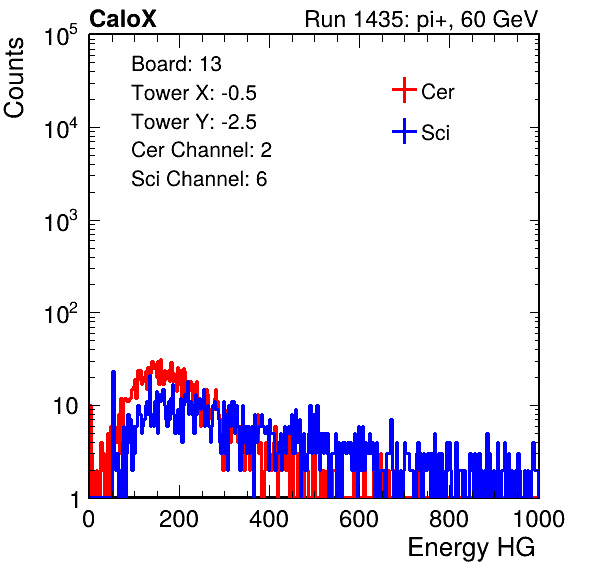 CaloX Run 1435: pi+, 60 GeV
Counts
Board: 13
Tower X: -0.5
Tower Y: -2.5
Cer Channel: 2
Sci Channel: 6
Cer
Sci
10^5
10^4
10^3
10^2
10
1
0 200 400 600 800 1000
Energy HG